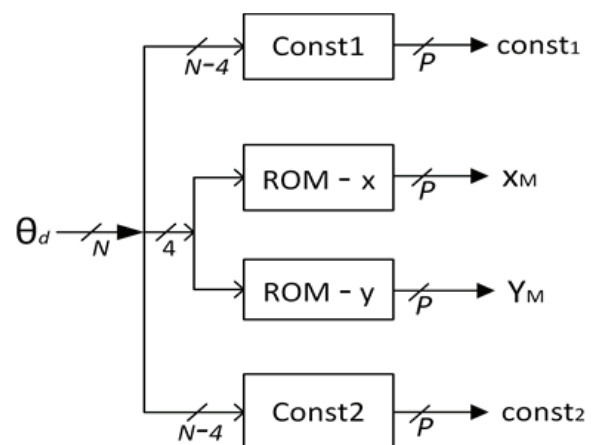 N-4 Const1 P const₁
ROM - x P xM
θd N 4
ROM - y P YM
N-4 Const2 P const₂